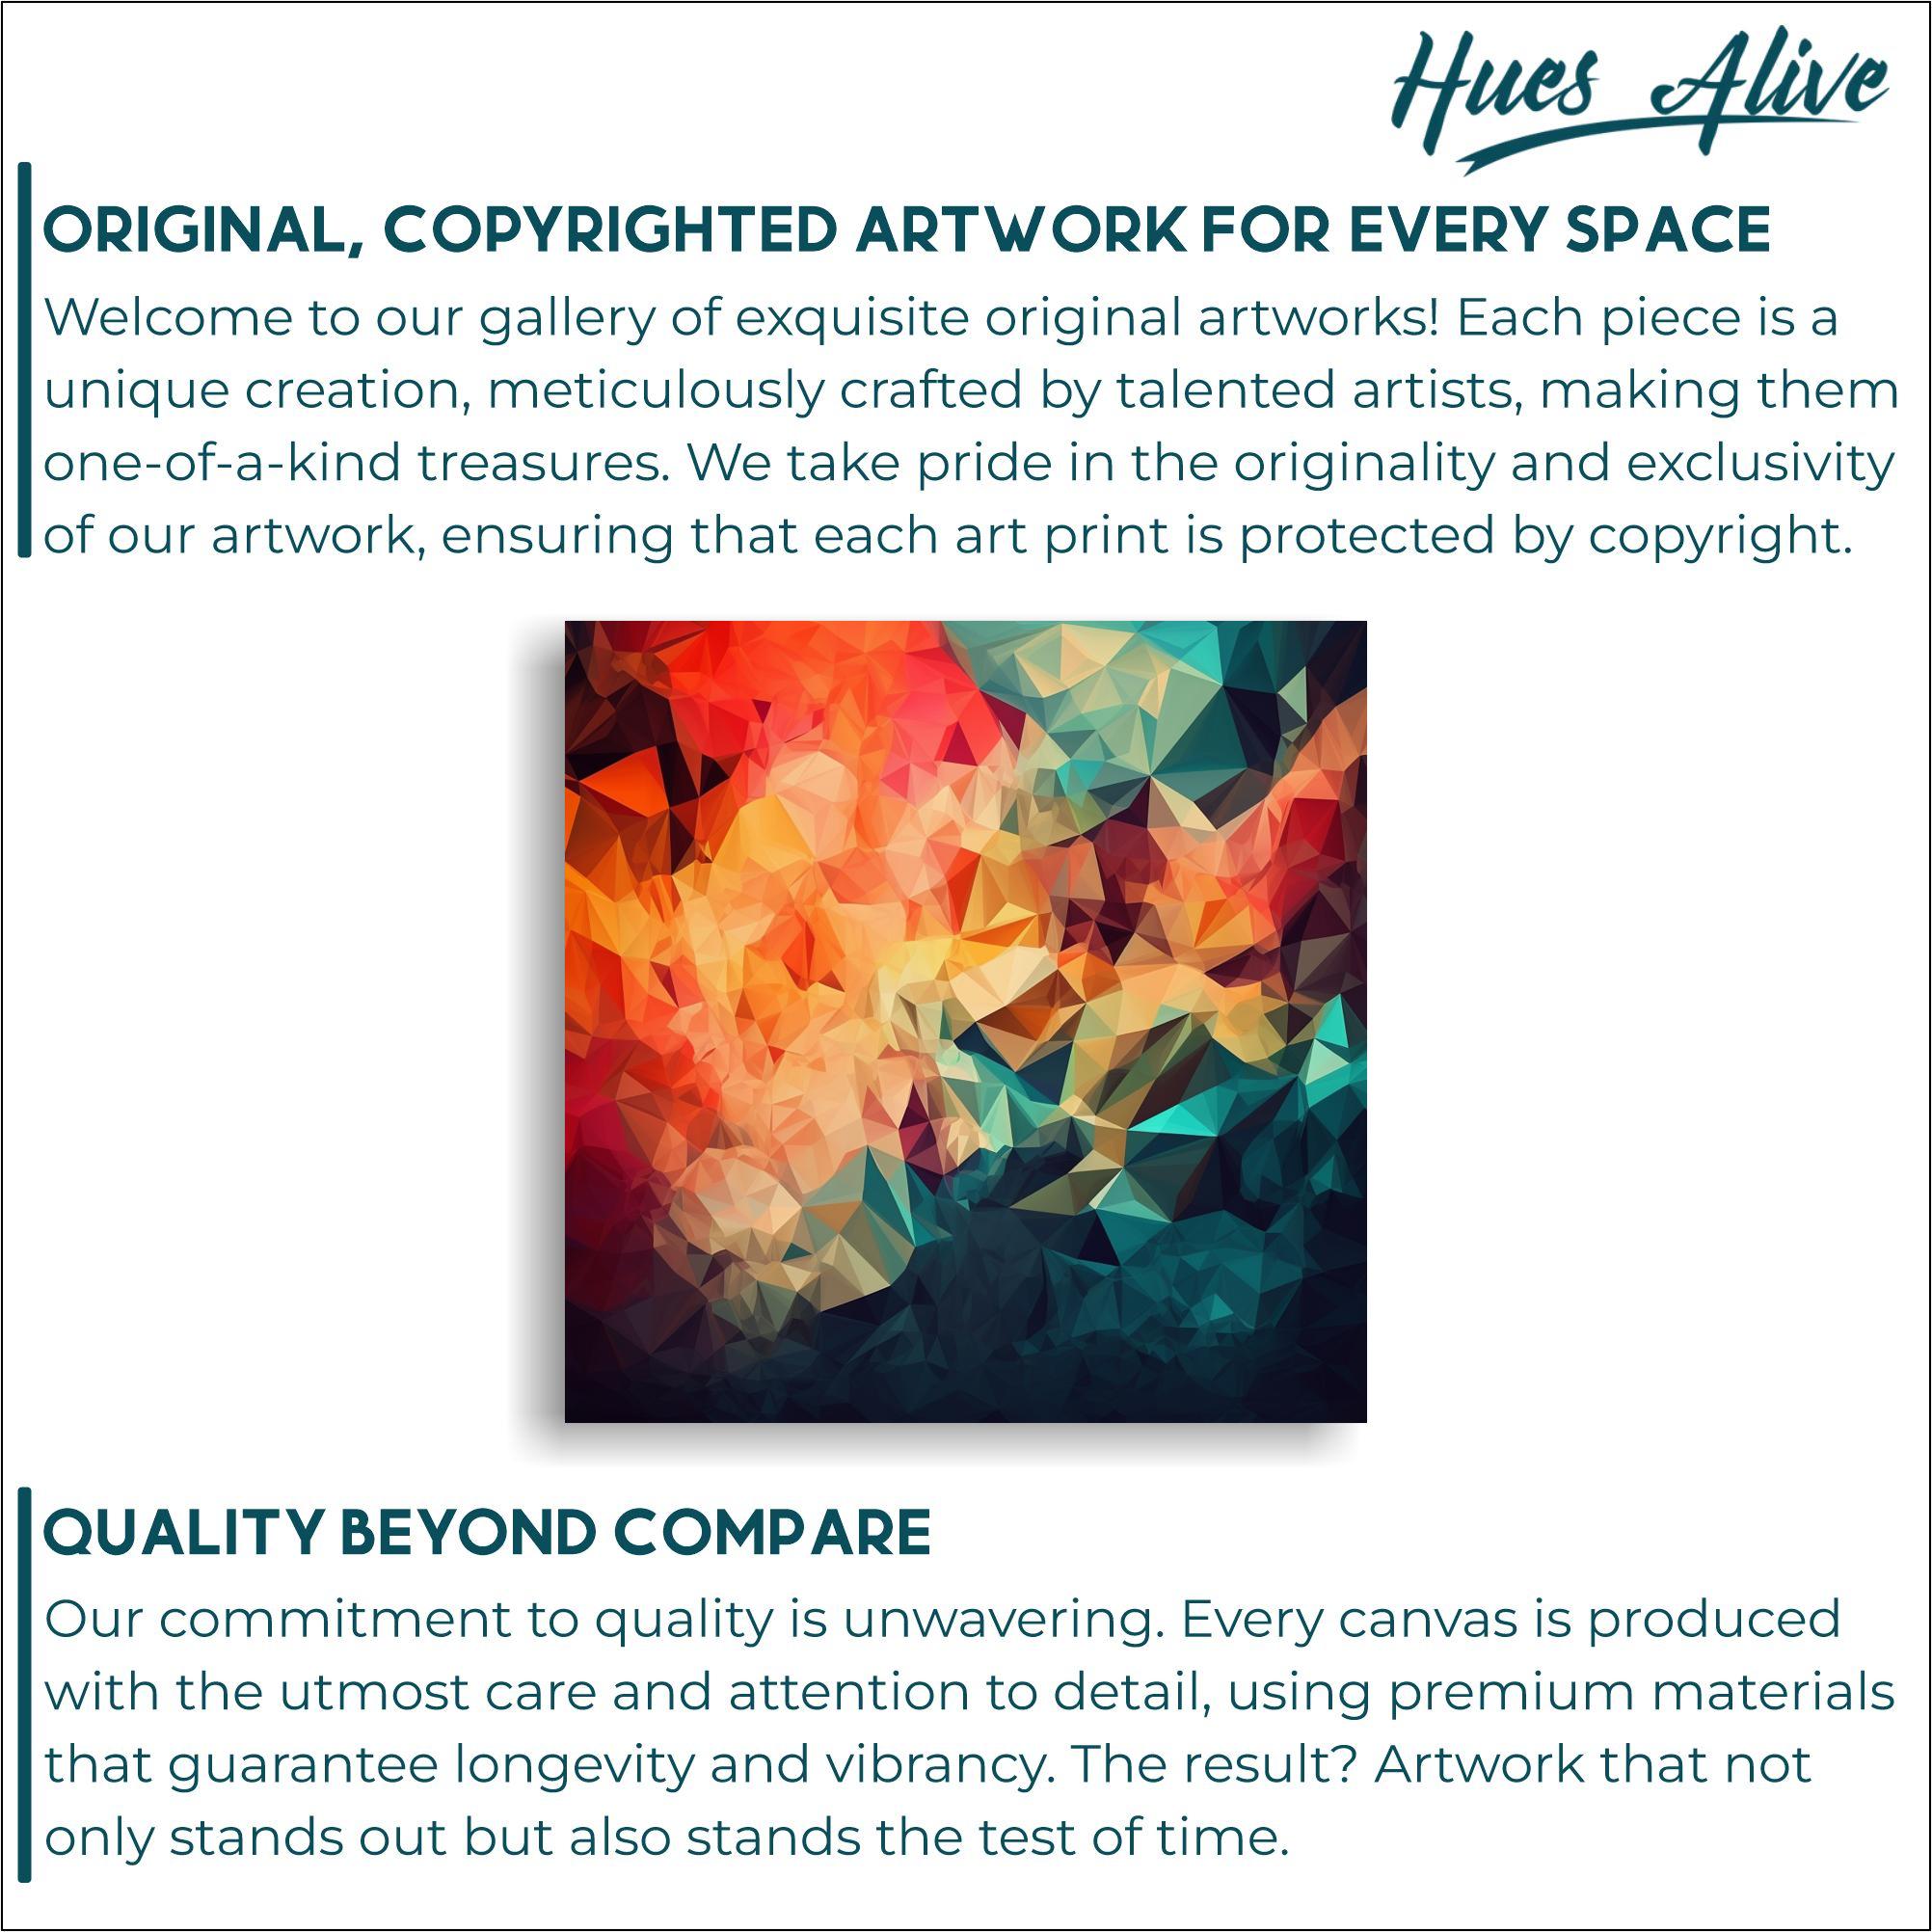 Hues Alive
ORIGINAL, COPYRIGHTED ARTWORK FOR EVERY SPACE
Welcome to our gallery of exquisite original artworks! Each piece is a
unique creation, meticulously crafted by talented artists, making them
one-of-a-kind treasures. We take pride in the originality and exclusivity
of our artwork, ensuring that each art print is protected by copyright.
QUALITY BEYOND COMPARE
Our commitment to quality is unwavering. Every canvas is produced
with the utmost care and attention to detail, using premium materials
that guarantee longevity and vibrancy. The result? Artwork that not
only stands out but also stands the test of time.